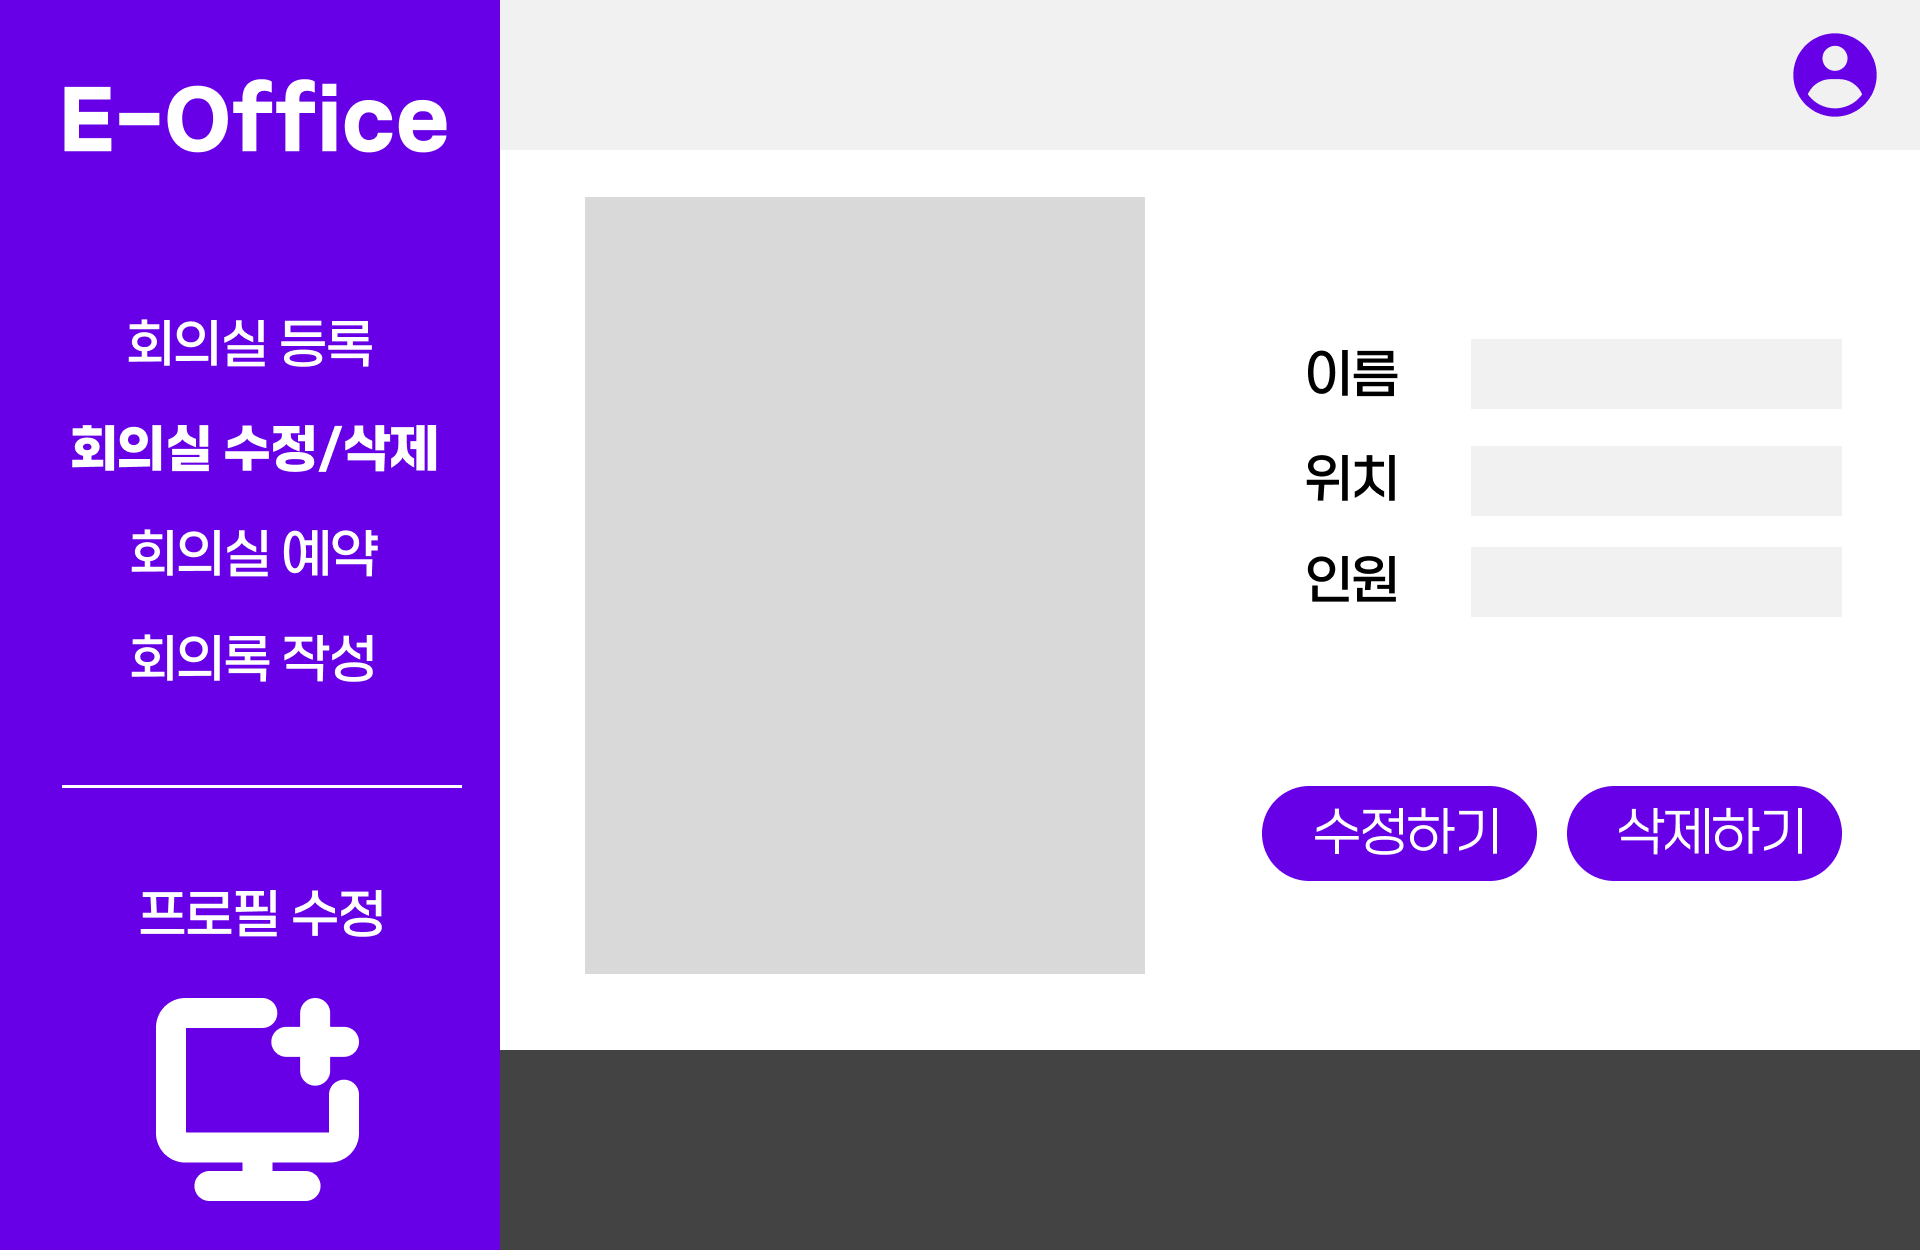 E-Office
회의실 등록
회의실 수정/삭제
회의실 예약
회의록 작성
프로필 수정
이름
위치
인원
수정하기
삭제하기